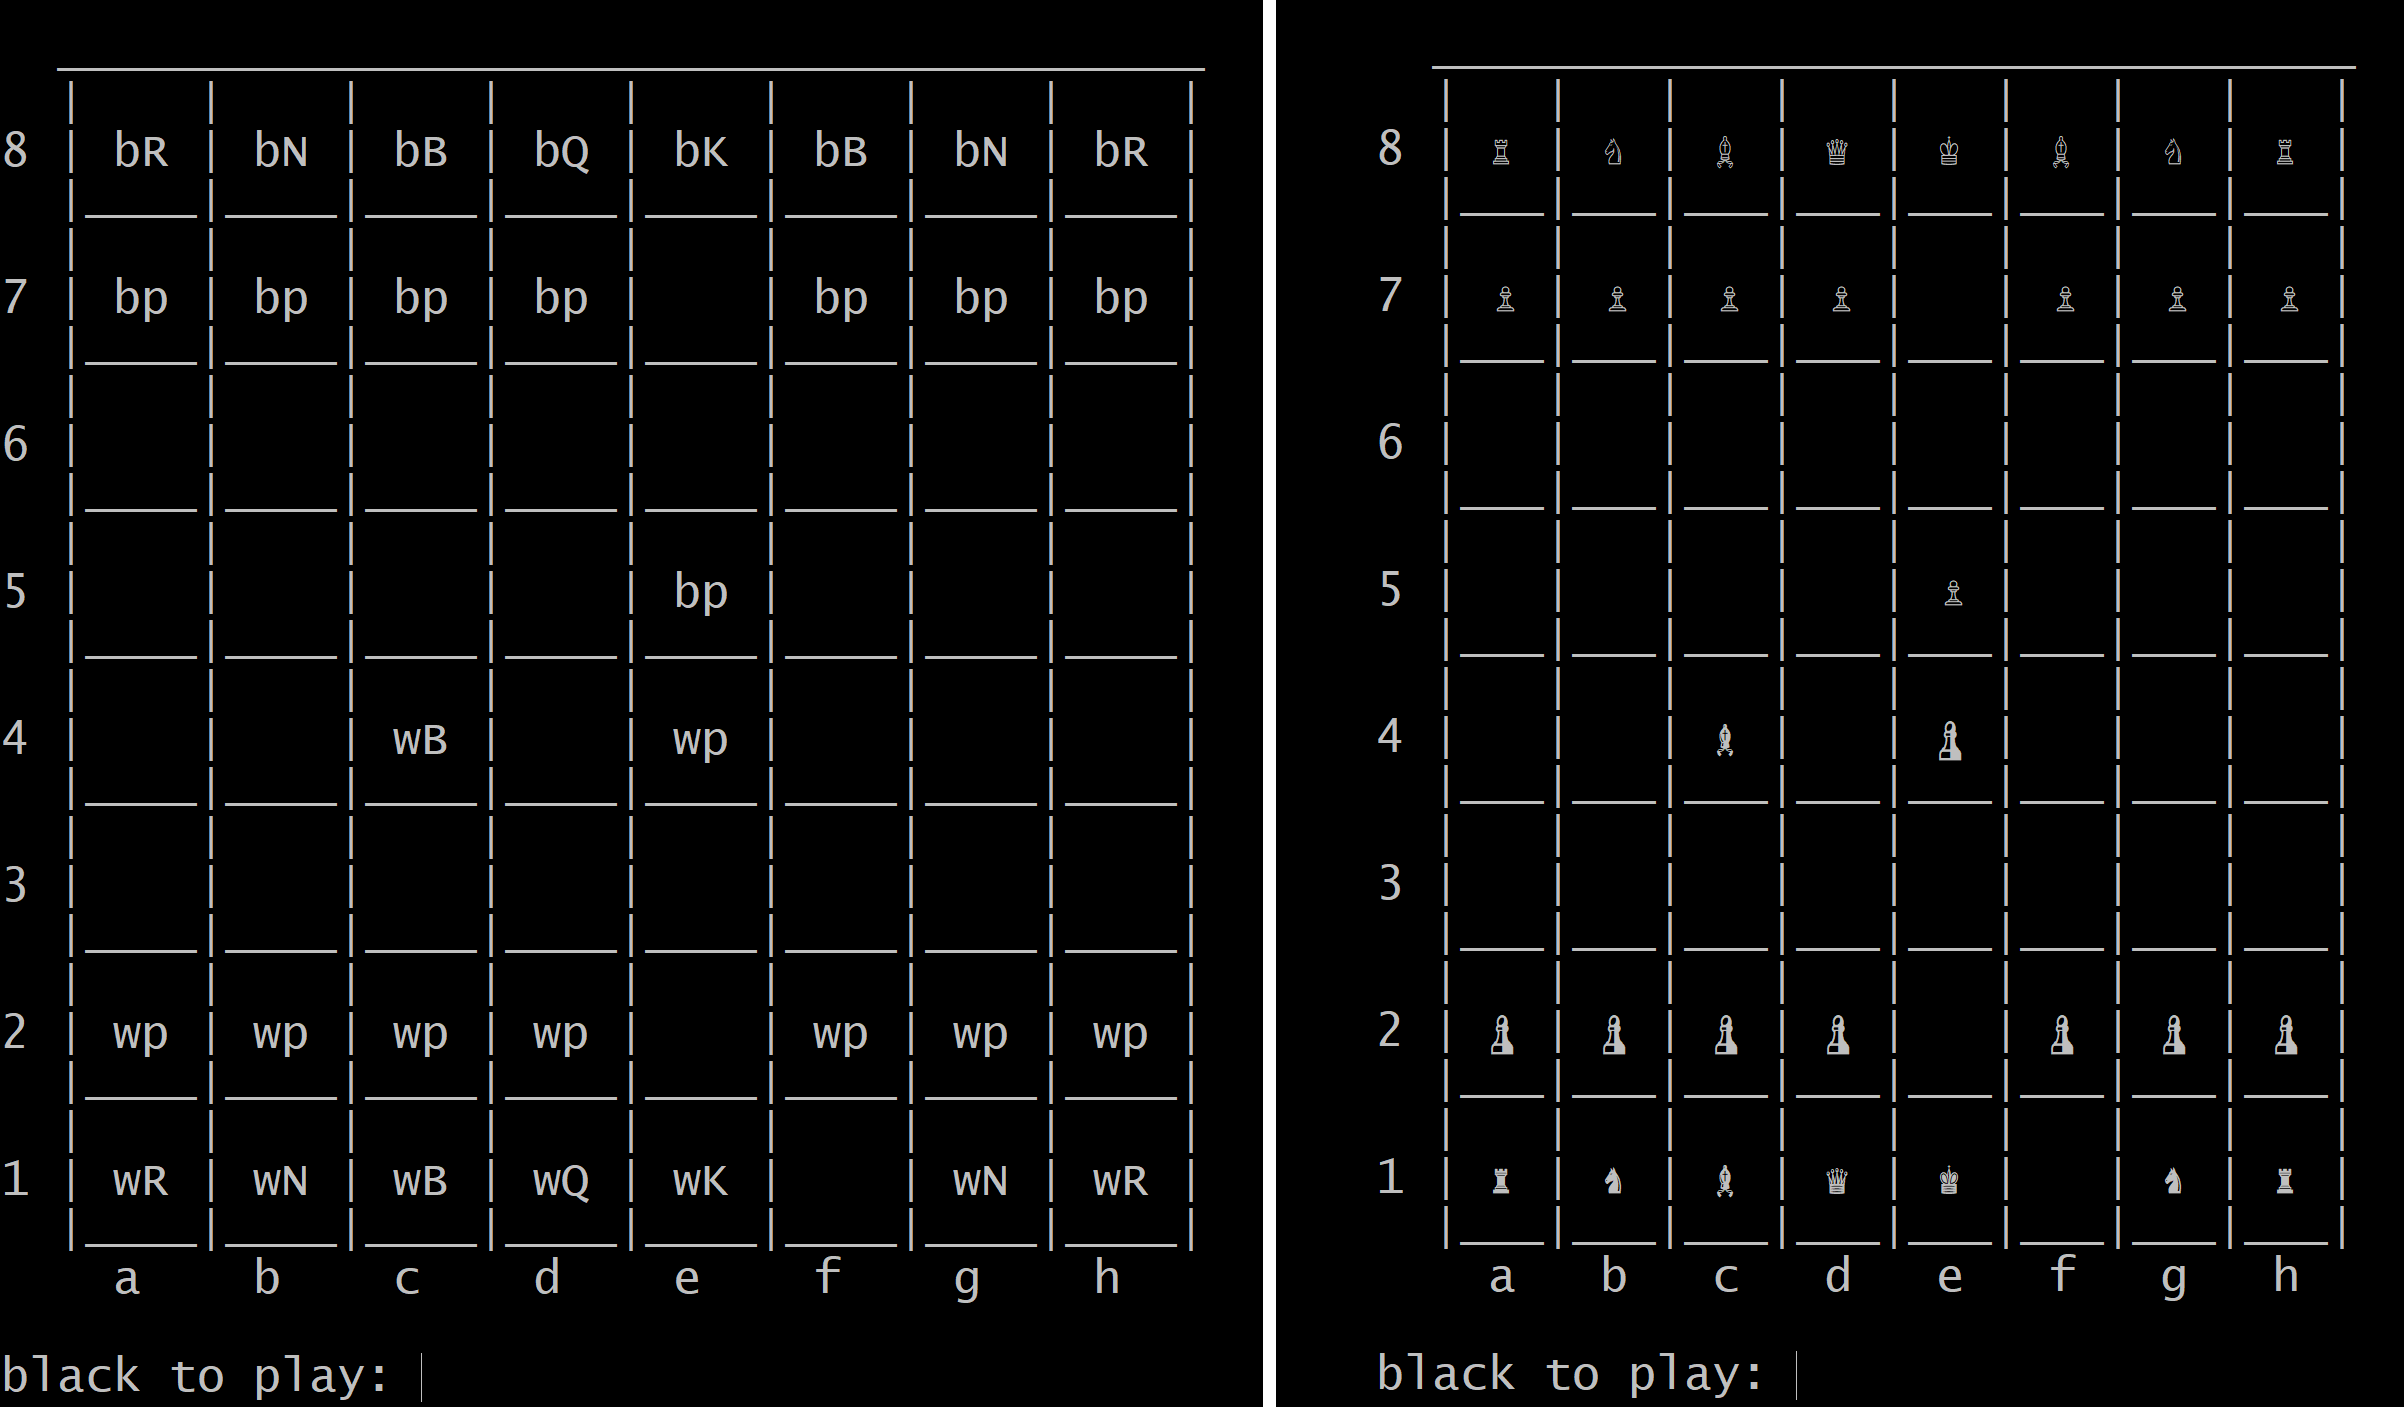 8 bR bN bB bQ bK bB bN bR
7 bp bp bp bp bp bp bp
6
5 bp
4 wB wp
3
2 wp wp wp wp wp wp wp
1 wR wN wB wQ wK wN wR
a b c d e f g h
black to play:
8 ♖ ♘ ♗ ♕ ♔ ♗ ♘ ♖
7 ♙ ♙ ♙ ♙ ♙ ♙ ♙
6
5 ♙
4 ♝ ♟
3
2 ♟ ♟ ♟ ♟ ♟ ♟ ♟
1 ♜ ♞ ♝ ♛ ♚ ♞ ♜
a b c d e f g h
black to play: